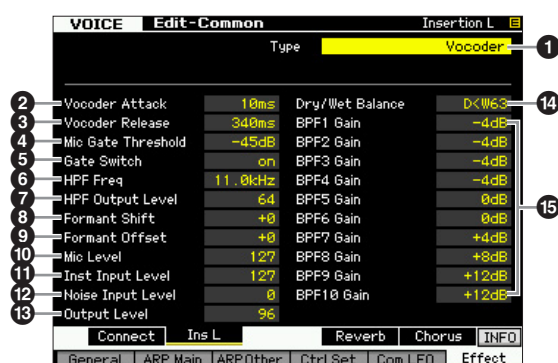 VOICE Edit-Common Insertion L E
Type Vocoder 1
2 Vocoder Attack 10ms Dry/Wet Balance D<W63 14
3 Vocoder Release 340ms BPF1 Gain -4dB
4 Mic Gate Threshold -45dB BPF2 Gain -4dB
5 Gate Switch on BPF3 Gain -4dB
6 HPF Freq 11.0kHz BPF4 Gain -4dB
7 HPF Output Level 64 BPF5 Gain 0dB 15
8 Formant Shift +0 BPF6 Gain 0dB
9 Formant Offset +0 BPF7 Gain +4dB
10 Mic Level 127 BPF8 Gain +8dB
11 Inst Input Level 127 BPF9 Gain +12dB
12 Noise Input Level 0 BPF10 Gain +12dB
13 Output Level 96
Connect Ins L Reverb Chorus INFO
General ARP Main ARP Other Ctrl Set Com LFO Effect